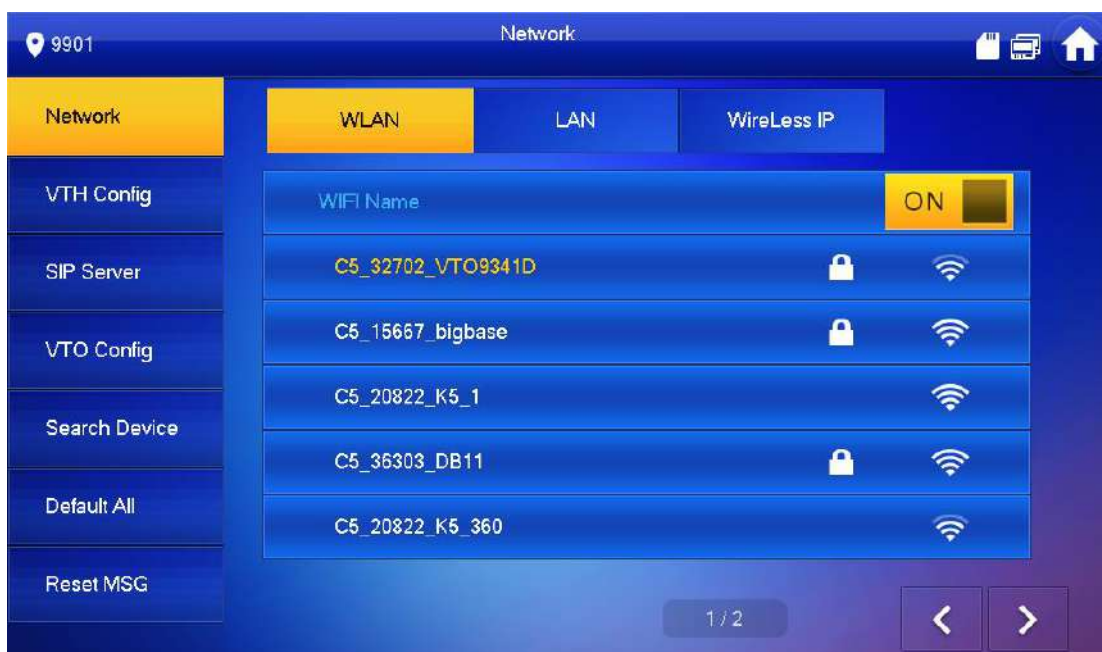 9901
Network
Network
WLAN
LAN
WireLess IP
VTH Config
WIFI Name
ON
SIP Server
C5_32702_VTO9341D
VTO Config
C5_15667_bigbase
C5_20822_K5_1
Search Device
C5_36303_DB11
Default All
C5_20822_K5_360
Reset MSG
1/2